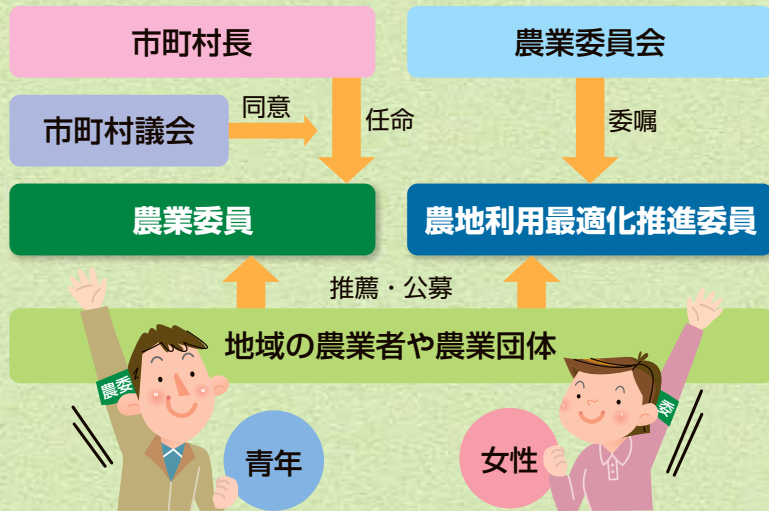 市町村長
農業委員会
市町村議会
同意
任命
委嘱
農業委員
農地利用最適化推進委員
推薦・公募
地域の農業者や農業団体
農委
委
青年
女性